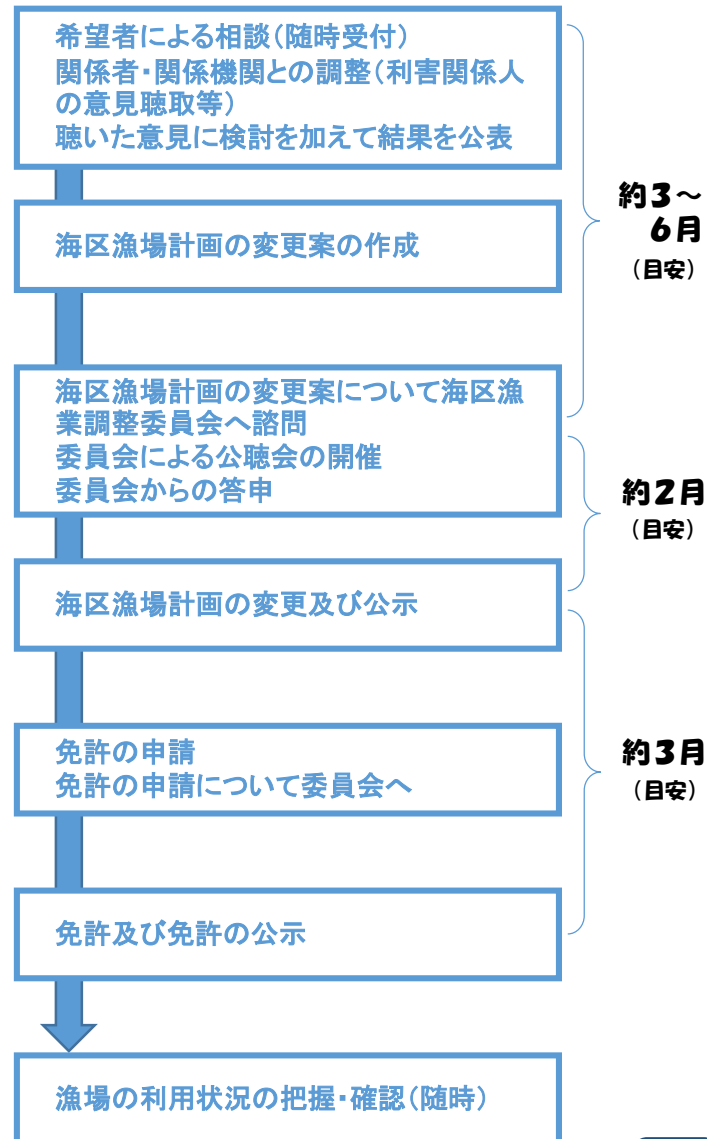 希望者による相談（随時受付）
関係者・関係機関との調整（利害関係人
の意見聴取等）
聴いた意見に検討を加えて結果を公表
約３～
６月
（目安）
海区漁場計画の変更案の作成
海区漁場計画の変更案について海区漁
業調整委員会へ諮問
委員会による公聴会の開催
委員会からの答申
約２月
（目安）
海区漁場計画の変更及び公示
免許の申請
免許の申請について委員会へ
約３月
（目安）
免許及び免許の公示
漁場の利用状況の把握・確認（随時）